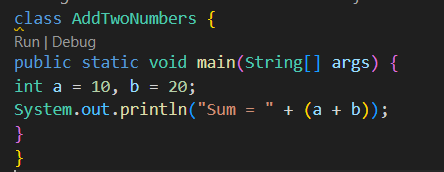 class AddTwoNumbers {
Run | Debug
public static void main(String[] args) {
int a = 10, b = 20;
System.out.println("Sum = " + (a + b));
}
}